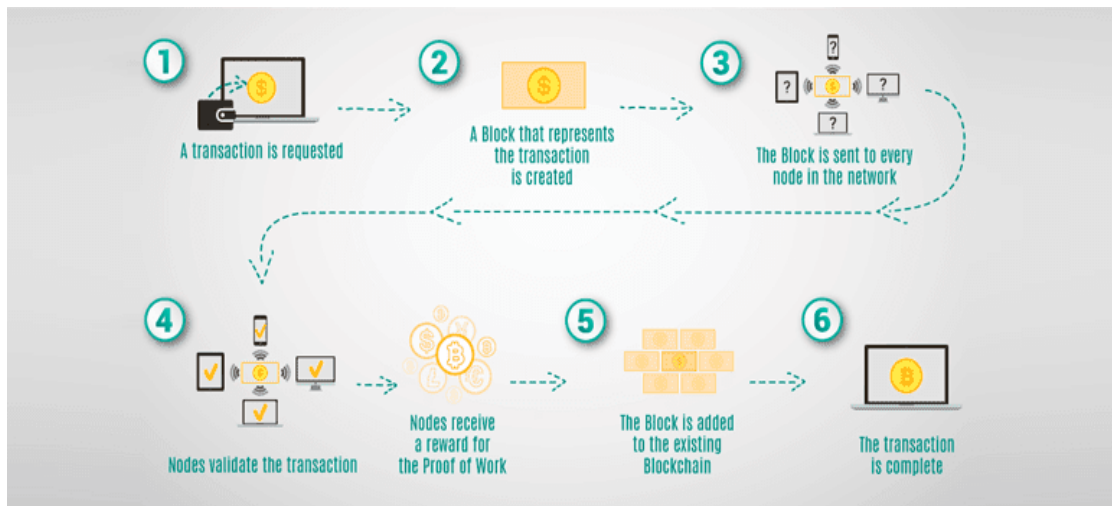 1
A transaction is requested
2
A Block that represents
the transaction
is created
3
The Block is sent to every
node in the network
4
Nodes validate the transaction
Nodes receive
a reward for
the Proof of Work
5
The Block is added
to the existing
Blockchain
6
The transaction
is complete